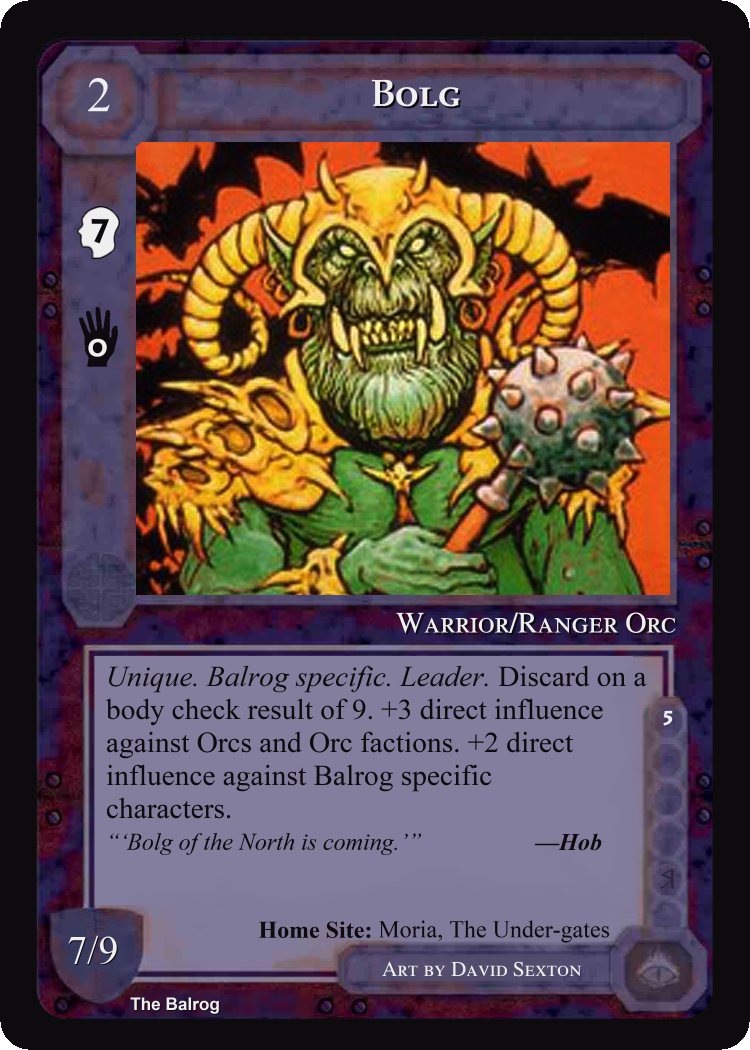 2
Bolg
7
0
Warrior/Ranger Orc
Unique. Balrog specific. Leader. Discard on a
body check result of 9. +3 direct influence
against Orcs and Orc factions. +2 direct
influence against Balrog specific
characters.
“‘Bolg of the North is coming.’” —Hob
5
Home Site: Moria, The Under-gates
7/9
Art by David Sexton
The Balrog